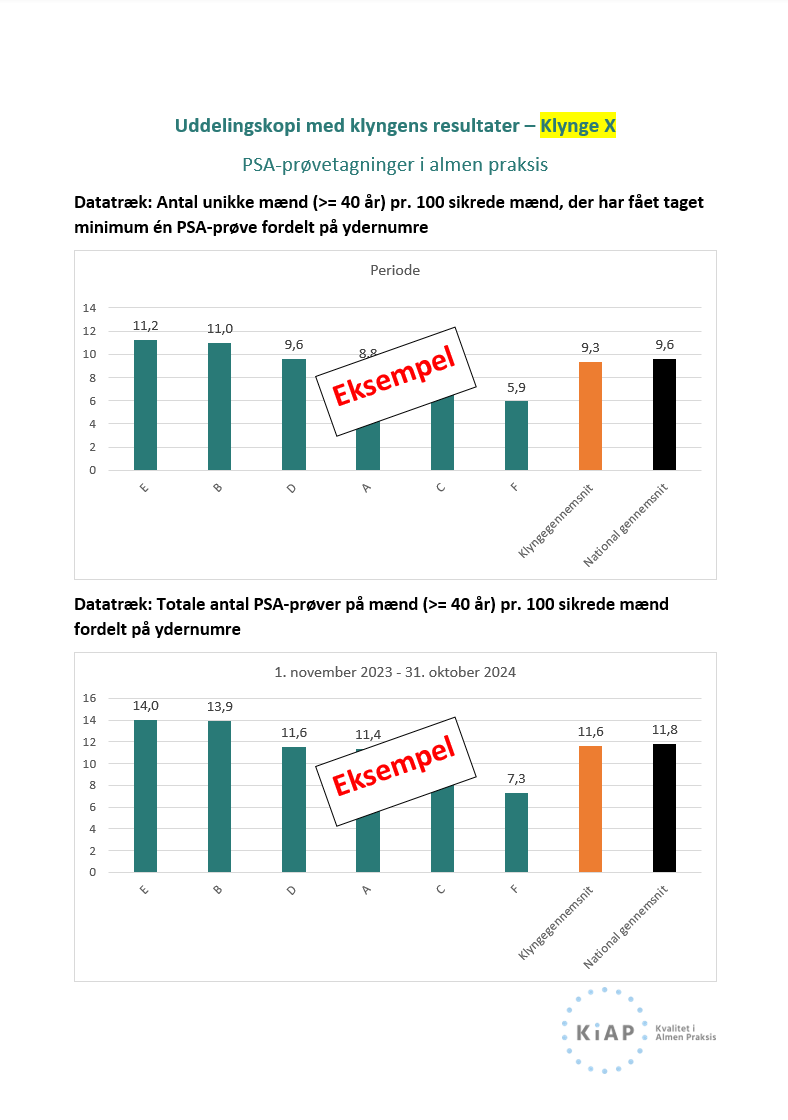 Uddelingskopi med klyngens resultater – Klynge X
PSA-prøvetagninger i almen praksis
Datatræk: Antal unikke mænd (>= 40 år) pr. 100 sikrede mænd, der har fået taget
minimum én PSA-prøve fordelt på ydernumre
Periode
14
12
10
8
6
4
2
0
11,2
11,0
9,6
8,8
5,9
9,3
9,6
Eksempel
E
B
D
A
C
F
Klyngegennemsnit
National gennemsnit
Datatræk: Totale antal PSA-prøver på mænd (>= 40 år) pr. 100 sikrede mænd
fordelt på ydernumre
1. november 2023 - 31. oktober 2024
16
14
12
10
8
6
4
2
0
14,0
13,9
11,6
11,4
7,3
11,6
11,8
Eksempel
E
B
D
A
C
F
Klyngegennemsnit
National gennemsnit
KiAP
Kvalitet i
Almen Praksis